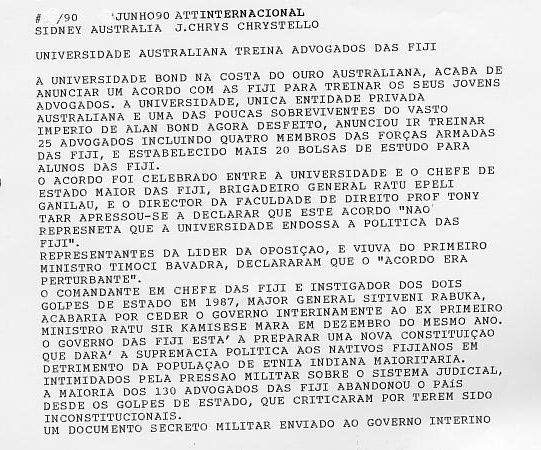 # /90 JUNHO90 ATTINTERNACIONAL
SIDNEY AUSTRALIA J.CHRYS CHRYSTELLO
UNIVERSIDADE AUSTRALIANA TREINA ADVOGADOS DAS FIJI
A UNIVERSIDADE BOND NA COSTA DO OURO AUSTRALIANA, ACABA DE
ANUNCIAR UM ACORDO COM AS FIJI PARA TREINAR OS SEUS JOVENS
ADVOGADOS. A UNIVERSIDADE, UNICA ENTIDADE PRIVADA
AUSTRALIANA E UMA DAS POUCAS SOBREVIVENTES DO VASTO
IMPERIO DE ALAN BOND AGORA DESFEITO, ANUNCIOU IR TREINAR
25 ADVOGADOS INCLUINDO QUATRO MEMBROS DAS FORÇAS ARMADAS
DAS FIJI, E ESTABELECIDO MAIS 20 BOLSAS DE ESTUDO PARA
ALUNOS DAS FIJI.
O ACORDO FOI CELEBRADO ENTRE A UNIVERSIDADE E O CHEFE DE
ESTADO MAIOR DAS FIJI, BRIGADEIRO GENERAL RATU EPELI
GANILAU, E O DIRECTOR DA FACULDADE DE DIREITO PROF TONY
TARR APRESSOU-SE A DECLARAR QUE ESTE ACORDO "NAO
REPRESNETA QUE A UNIVERSIDADE ENDOSSA A POLITICA DAS
FIJI".
REPRESENTANTES DA LIDER DA OPOSIÇAO, E VIUVA DO PRIMEIRO
MINISTRO TIMOCI BAVADRA, DECLARARAM QUE O "ACORDO ERA
PERTURBANTE".
O COMANDANTE EM CHEFE DAS FIJI E INSTIGADOR DOS DOIS
GOLPES DE ESTADO EM 1987, MAJOR GENERAL SITIVENI RABUKA,
ACABARIA POR CEDER O GOVERNO INTERINAMENTE AO EX PRIMEIRO
MINISTRO RATU SIR KAMISESE MARA EM DEZEMBRO DO MESMO ANO.
O GOVERNO DAS FIJI ESTA' A PREPARAR UMA NOVA CONSTITUIÇAO
QUE DARA' A SUPREMACIA POLITICA AOS NATIVOS FIJIANOS EM
DETRIMENTO DA POPULAÇAO DE ETNIA INDIANA MAIORITARIA.
INTIMIDADOS PELA PRESSAO MILITAR SOBRE O SISTEMA JUDICIAL,
A MAIORIA DOS 130 ADVOGADOS DAS FIJI ABANDONOU O PAÍS
DESDE OS GOLPES DE ESTADO, QUE CRITICARAM POR TEREM SIDO
INCONSTITUCIONAIS.
UM DOCUMENTO SECRETO MILITAR ENVIADO AO GOVERNO INTERINO